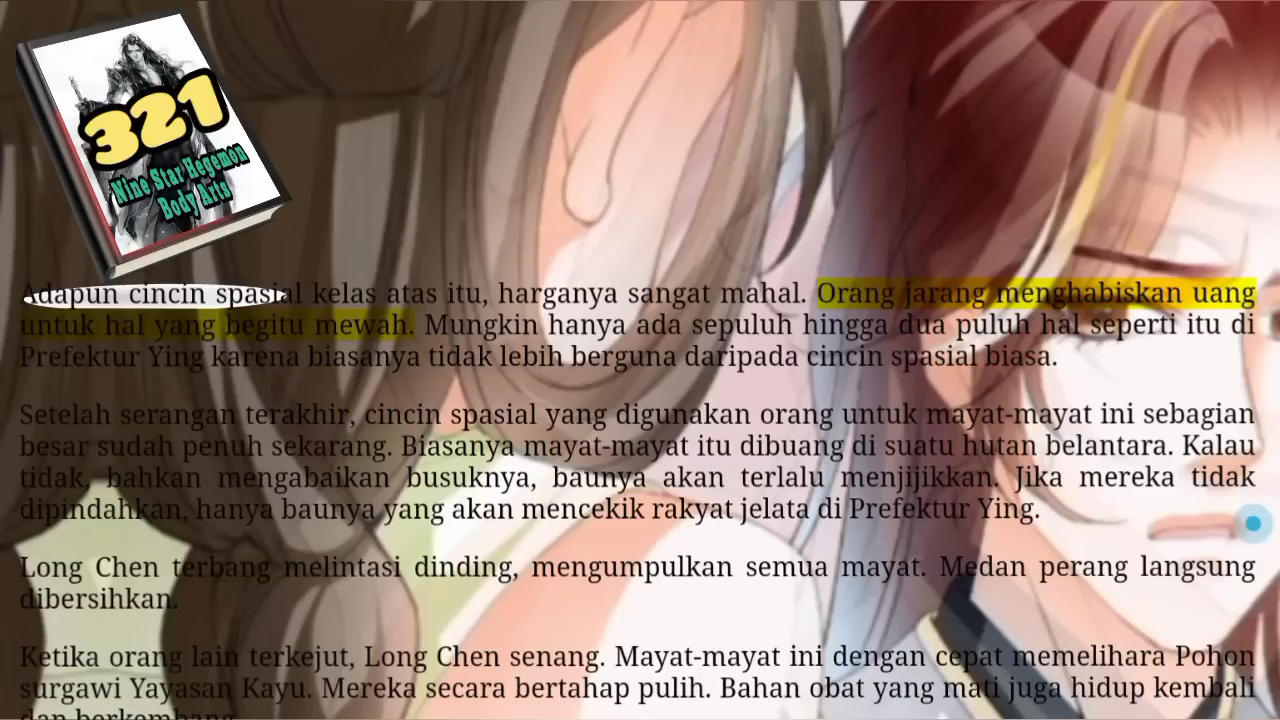 321
Nine Star Hegemon
Body Arts
Adapun cincin spasial kelas atas itu, harganya sangat mahal. Orang jarang menghabiskan uang
untuk hal yang begitu mewah. Mungkin hanya ada sepuluh hingga dua puluh hal seperti itu di
Prefektur Ying karena biasanya tidak lebih berguna daripada cincin spasial biasa.
Setelah serangan terakhir, cincin spasial yang digunakan orang untuk mayat-mayat ini sebagian
besar sudah penuh sekarang. Biasanya mayat-mayat itu dibuang di suatu hutan belantara. Kalau
tidak, bahkan mengabaikan busuknya, baunya akan terlalu menjijikkan. Jika mereka tidak
dipindahkan, hanya baunya yang akan mencekik rakyat jelata di Prefektur Ying.
Long Chen terbang melintasi dinding, mengumpulkan semua mayat. Medan perang langsung
dibersihkan.
Ketika orang lain terkejut, Long Chen senang. Mayat-mayat ini dengan cepat memelihara Pohon
surgawi Yayasan Kayu. Mereka secara bertahap pulih. Bahan obat yang mati juga hidup kembali
dan berkembang.